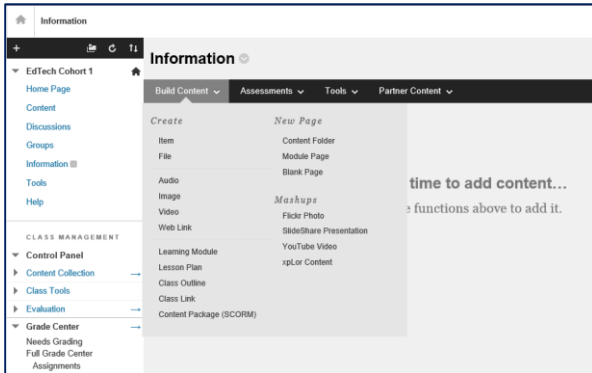 Information
EdTech Cohort 1
Home Page
Content
Discussions
Groups
Information
Tools
Help
CLASS MANAGEMENT
Control Panel
Content Collection
Class Tools
Evaluation
Grade Center
Needs Grading
Full Grade Center
Assignments
Information
Build Content
Assessments
Tools
Partner Content
Create
Item
File
Audio
Image
Video
Web Link
Learning Module
Lesson Plan
Class Outline
Class Link
Content Package (SCORM)
New Page
Content Folder
Module Page
Blank Page
Mashups
Flickr Photo
SlideShare Presentation
YouTube Video
xpLor Content
time to add content...
functions above to add it.